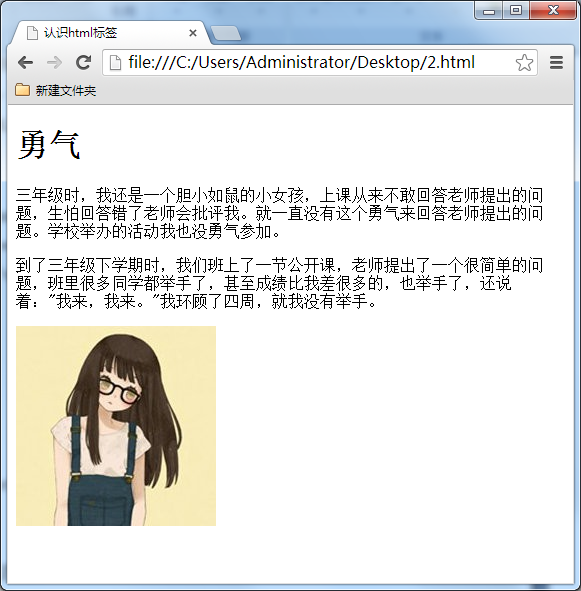 认识html标签
file:///C:/Users/Administrator/Desktop/2.html
新建文件夹
勇气
三年级时，我还是一个胆小如鼠的小女孩，上课从来不敢回答老师提出的问
题，生怕回答错了老师会批评我。就一直没有这个勇气来回答老师提出的问
题。学校举办的活动我也没勇气参加。
到了三年级下学期时，我们班上了一节公开课，老师提出了一个很简单的问
题，班里很多同学都举手了，甚至成绩比我差很多的，也举手了，还说
着："我来，我来。"我环顾了四周，就我没有举手。